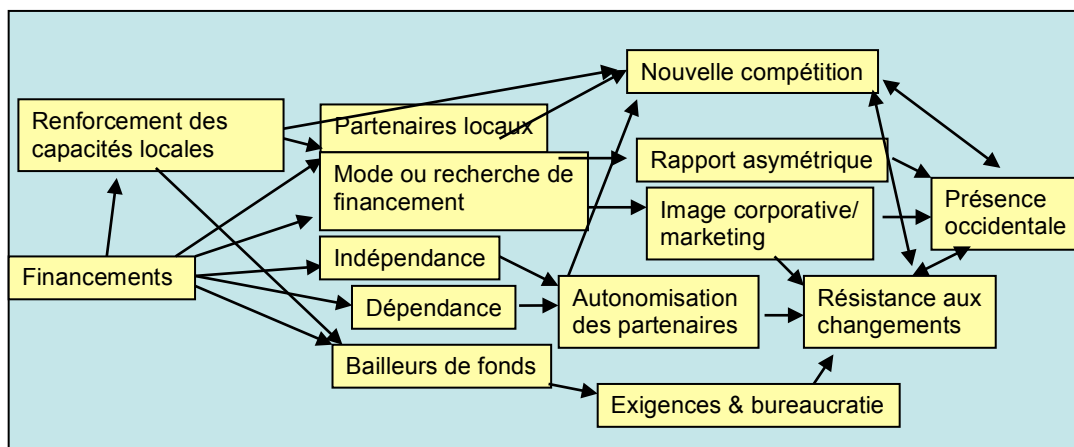 Nouvelle compétition
Renforcement des
capacités locales
Partenaires locaux
Mode ou recherche de
financement
Rapport asymétrique
Image corporative/
marketing
Présence
occidentale
Financements
Indépendance
Dépendance
Autonomisation
des partenaires
Résistance aux
changements
Bailleurs de fonds
Exigences & bureaucratie